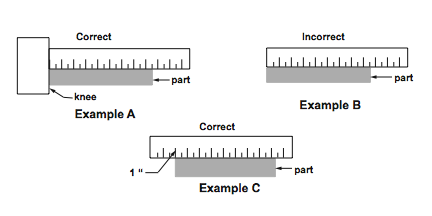 Correct
part
knee
Example A
Incorrect
part
Example B
Correct
1 "
part
Example C